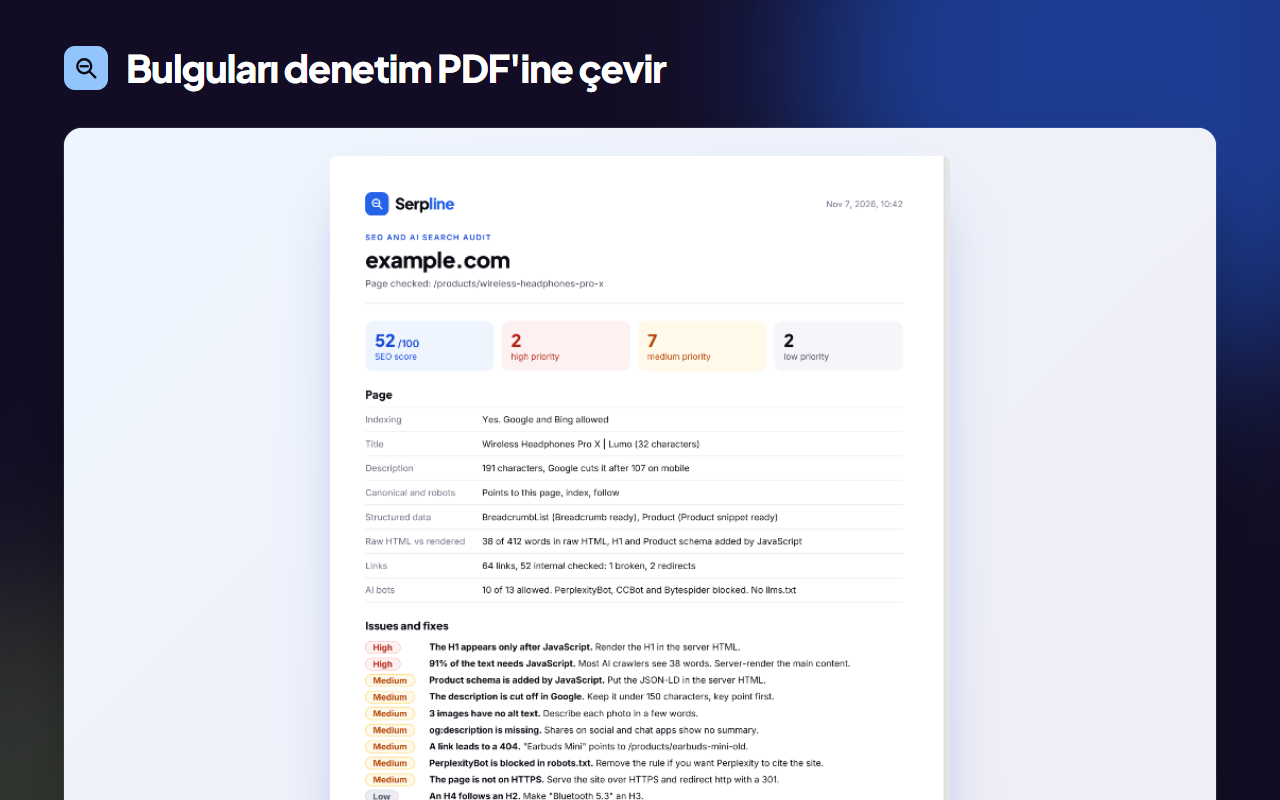 Bulguları denetim PDF'ine çevir
Serpline
Nov 7, 2026, 10:42
SEO AND AI SEARCH AUDIT
example.com
Page checked: /products/wireless-headphones-pro-x
52 /100
SEO score
2
high priority
7
medium priority
2
low priority
Page
Indexing Yes. Google and Bing allowed
Title Wireless Headphones Pro X | Lumo (32 characters)
Description 191 characters, Google cuts it after 107 on mobile
Canonical and robots Points to this page, index, follow
Structured data BreadcrumbList (Breadcrumb ready), Product (Product snippet ready)
Raw HTML vs rendered 38 of 412 words in raw HTML, H1 and Product schema added by JavaScript
Links 64 links, 52 internal checked: 1 broken, 2 redirects
AI bots 10 of 13 allowed. PerplexityBot, CCBot and Bytespider blocked. No llms.txt
Issues and fixes
High The H1 appears only after JavaScript. Render the H1 in the server HTML.
High 91% of the text needs JavaScript. Most AI crawlers see 38 words. Server-render the main content.
Medium Product schema is added by JavaScript. Put the JSON-LD in the server HTML.
Medium The description is cut off in Google. Keep it under 150 characters, key point first.
Medium 3 images have no alt text. Describe each photo in a few words.
Medium og:description is missing. Shares on social and chat apps show no summary.
Medium A link leads to a 404. "Earbuds Mini" points to /products/earbuds-mini-old.
Medium PerplexityBot is blocked in robots.txt. Remove the rule if you want Perplexity to cite the site.
Medium The page is not on HTTPS. Serve the site over HTTPS and redirect http with a 301.
Low An H4 follows an H2. Make "Bluetooth 5.3" an H3.